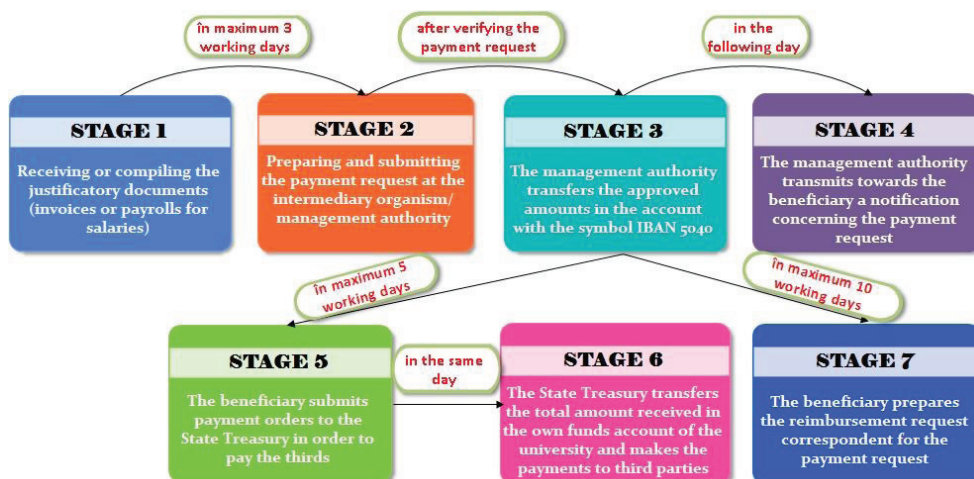 în maximum 3
working days
after verifying the
payment request
in the
following day
STAGE 1
Receiving or compiling the
justificatory documents
(invoices or payrolls for
salaries)
STAGE 2
Preparing and submitting
the payment request at the
intermediary organism/
management authority
STAGE 3
The management authority
transfers the approved
amounts in the account
with the symbol IBAN 5040
STAGE 4
The management authority
transmits towards the
beneficiary a notification
concerning the payment
request
în maximum 5
working days
în maximum 10
working days
STAGE 5
The beneficiary submits
payment orders to the
State Treasury in order to
pay the thirds
in the same
day
STAGE 6
The State Treasury transfers
the total amount received in
the own funds account of the
university and makes the
payments to third parties
STAGE 7
The beneficiary prepares
the reimbursement request
correspondent for the
payment request